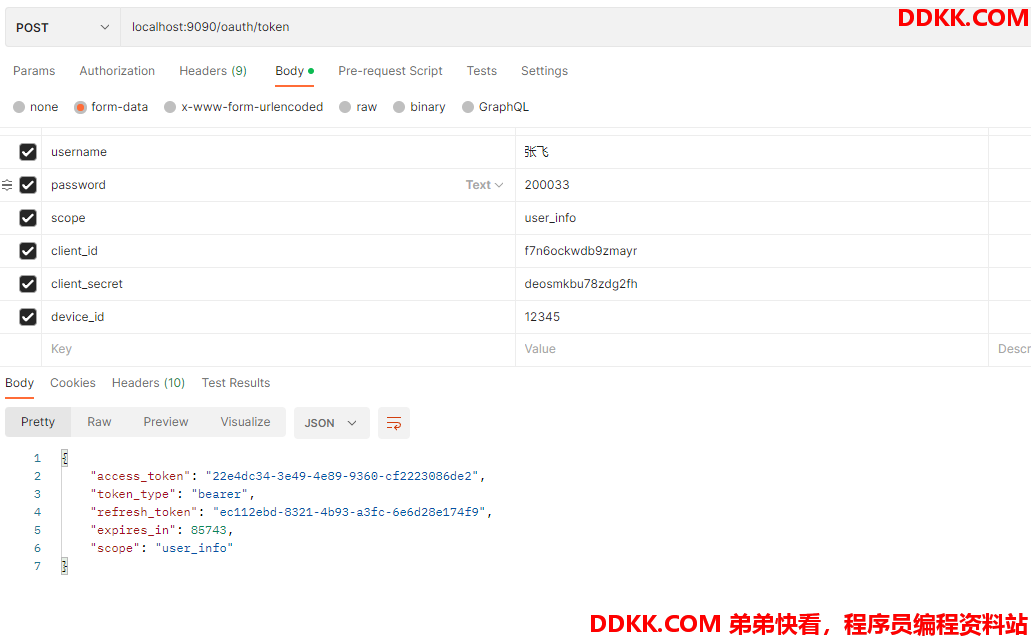 POST localhost:9090/oauth/token DDKK.COM
Params Authorization Headers (9) Body Pre-request Script Tests Settings
none form-data x-www-form-urlencoded raw binary GraphQL
username 张飞
password Text 200033
scope user_info
client_id f7n6ockwdb9zmayr
client_secret deosmkbu78zdg2fh
device_id 12345
Key Value Descr
Body Cookies Headers (10) Test Results
Pretty Raw Preview Visualize JSON
1 {
2 "access_token": "22e4dc34-3e49-4e89-9360-cf2223086de2",
3 "token_type": "bearer",
4 "refresh_token": "ec112ebd-8321-4b93-a3fc-6e6d28e174f9",
5 "expires_in": 85743,
6 "scope": "user_info"
7 }
DDKK.COM 弟弟快看，程序员编程资料站